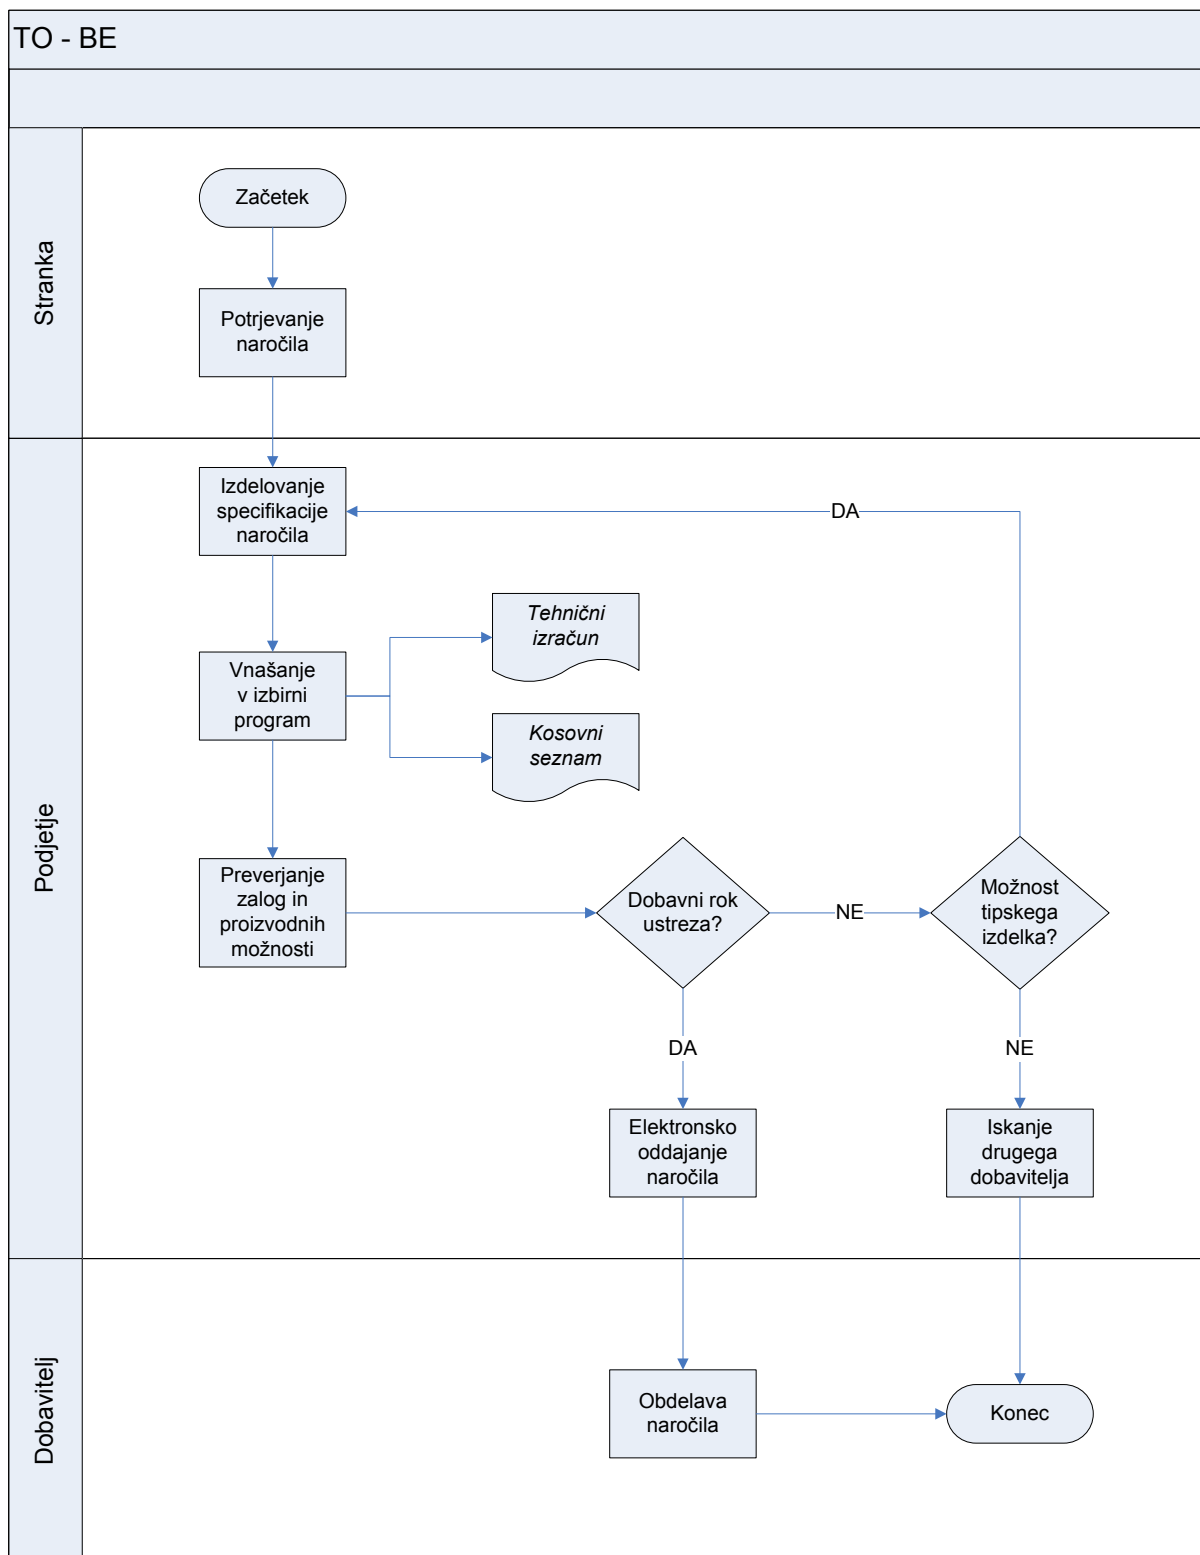 TO - BE
Stranka
Začetek
Potrjevanje
naročila
Podjetje
Izdelovanje
specifikacije
naročila
DA
Vnašanje
v izbirni
program
Tehnični
izračun
Kosovni
seznam
Preverjanje
zalog in
proizvodnih
možnosti
Dobavni rok
ustreza?
NE
Možnost
tipskega
izdelka?
DA
NE
Elektronsko
oddajanje
naročila
Iskanje
drugega
dobavitelja
Dobavitelj
Obdelava
naročila
Konec